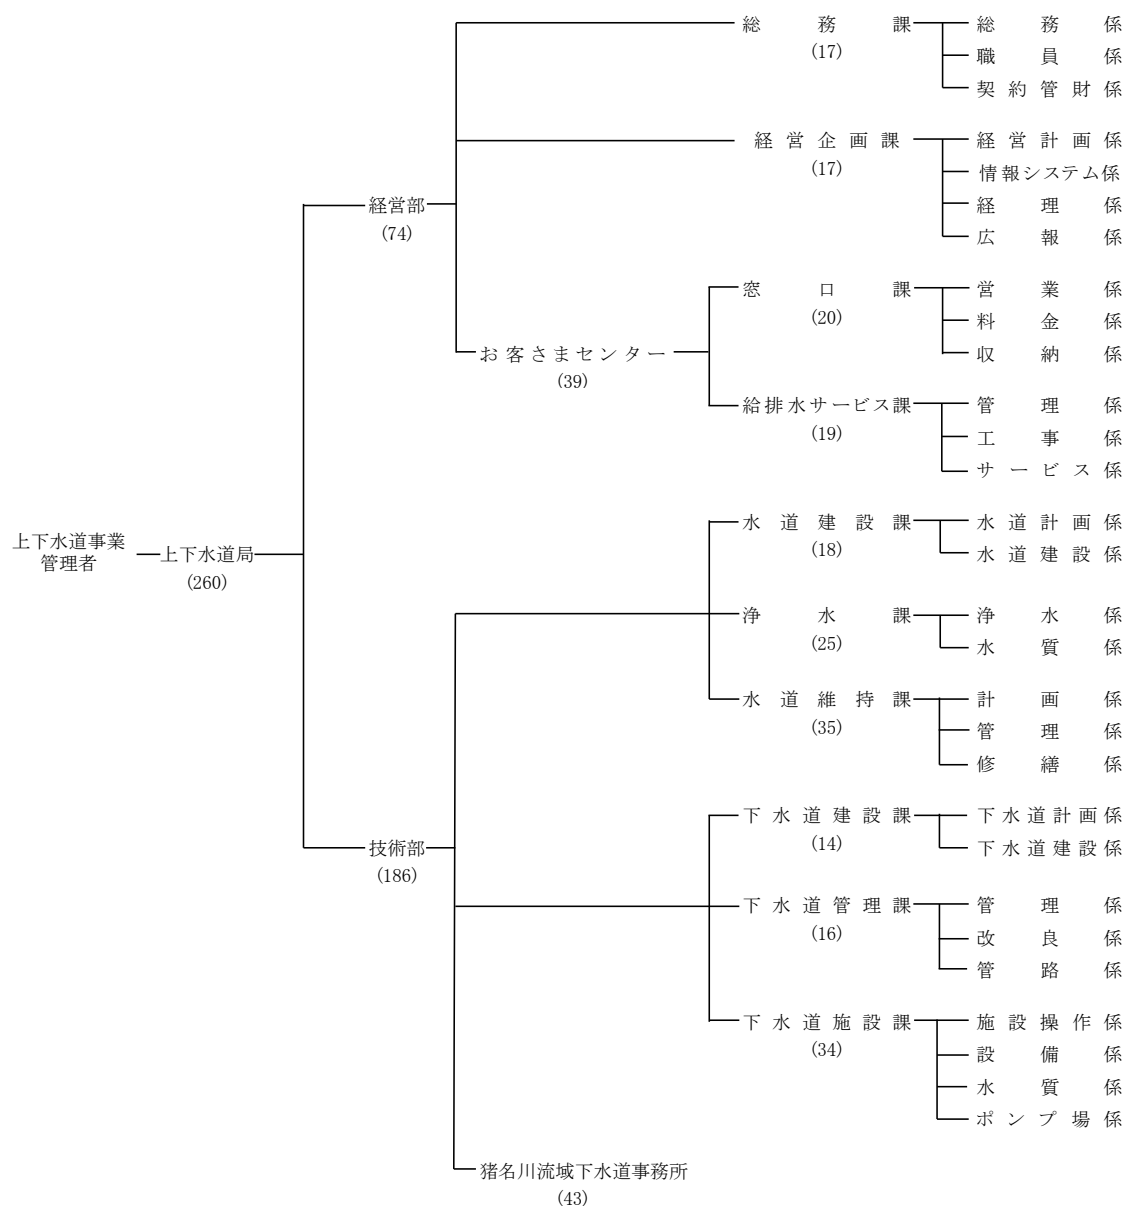 総務課
(17)
総務係
職員係
契約管財係
経営企画課
(17)
経営計画係
情報システム係
経理係
広報係
経営部
(74)
窓口課
(20)
営業係
料金係
収納係
お客さまセンター
(39)
給排水サービス課
(19)
管理係
工事係
サービス係
上下水道事業
管理者
上下水道局
(260)
水道建設課
(18)
水道計画係
水道建設係
浄水課
(25)
浄水係
水質係
水道維持課
(35)
計画係
管理係
修繕係
技術部
(186)
下水道建設課
(14)
下水道計画係
下水道建設係
下水道管理課
(16)
管理係
改良係
管路係
下水道施設課
(34)
施設操作係
設備係
水質係
ポンプ場係
猪名川流域下水道事務所
(43)